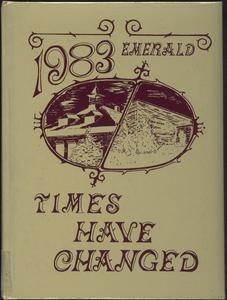 1983 EMERALD
TIMES
HAVE
CHANGED